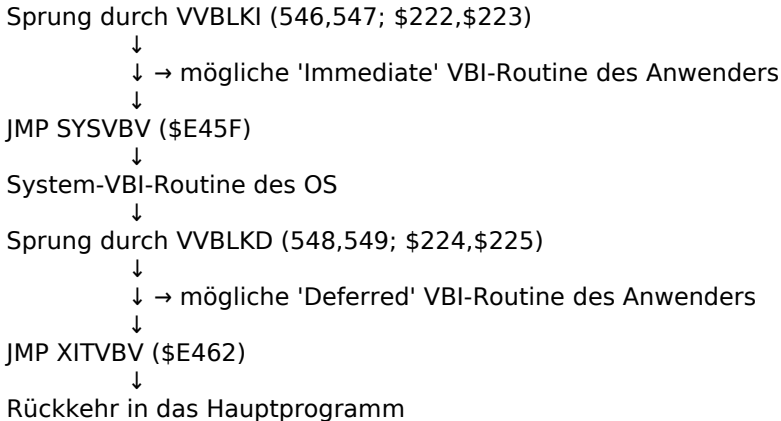 Sprung durch VVBLKI (546,547; $222,$223)
↓
↓ → mögliche 'Immediate' VBI-Routine des Anwenders
↓
JMP SYSVBV ($E45F)
↓
System-VBI-Routine des OS
↓
Sprung durch VVBLKD (548,549; $224,$225)
↓
↓ → mögliche 'Deferred' VBI-Routine des Anwenders
↓
JMP XITVBV ($E462)
↓
Rückkehr in das Hauptprogramm